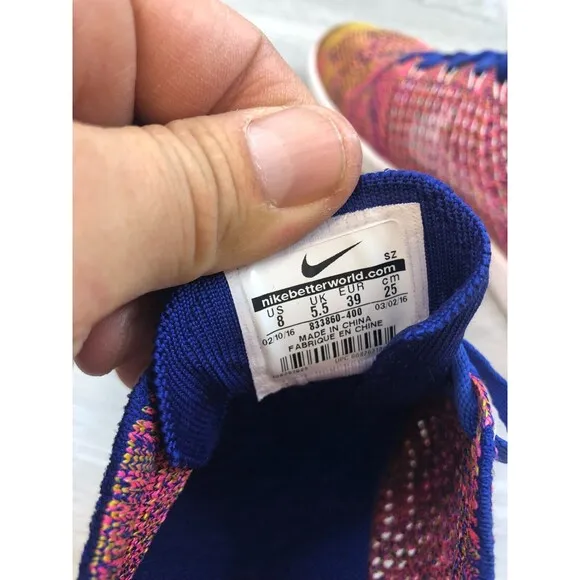 SZ
nikebetterworld.com
US UK EUR cm
8 5.5 39 25
02/10/16 833860-400 03/02/16
MADE IN CHINA
FABRIQUE EN CHINE